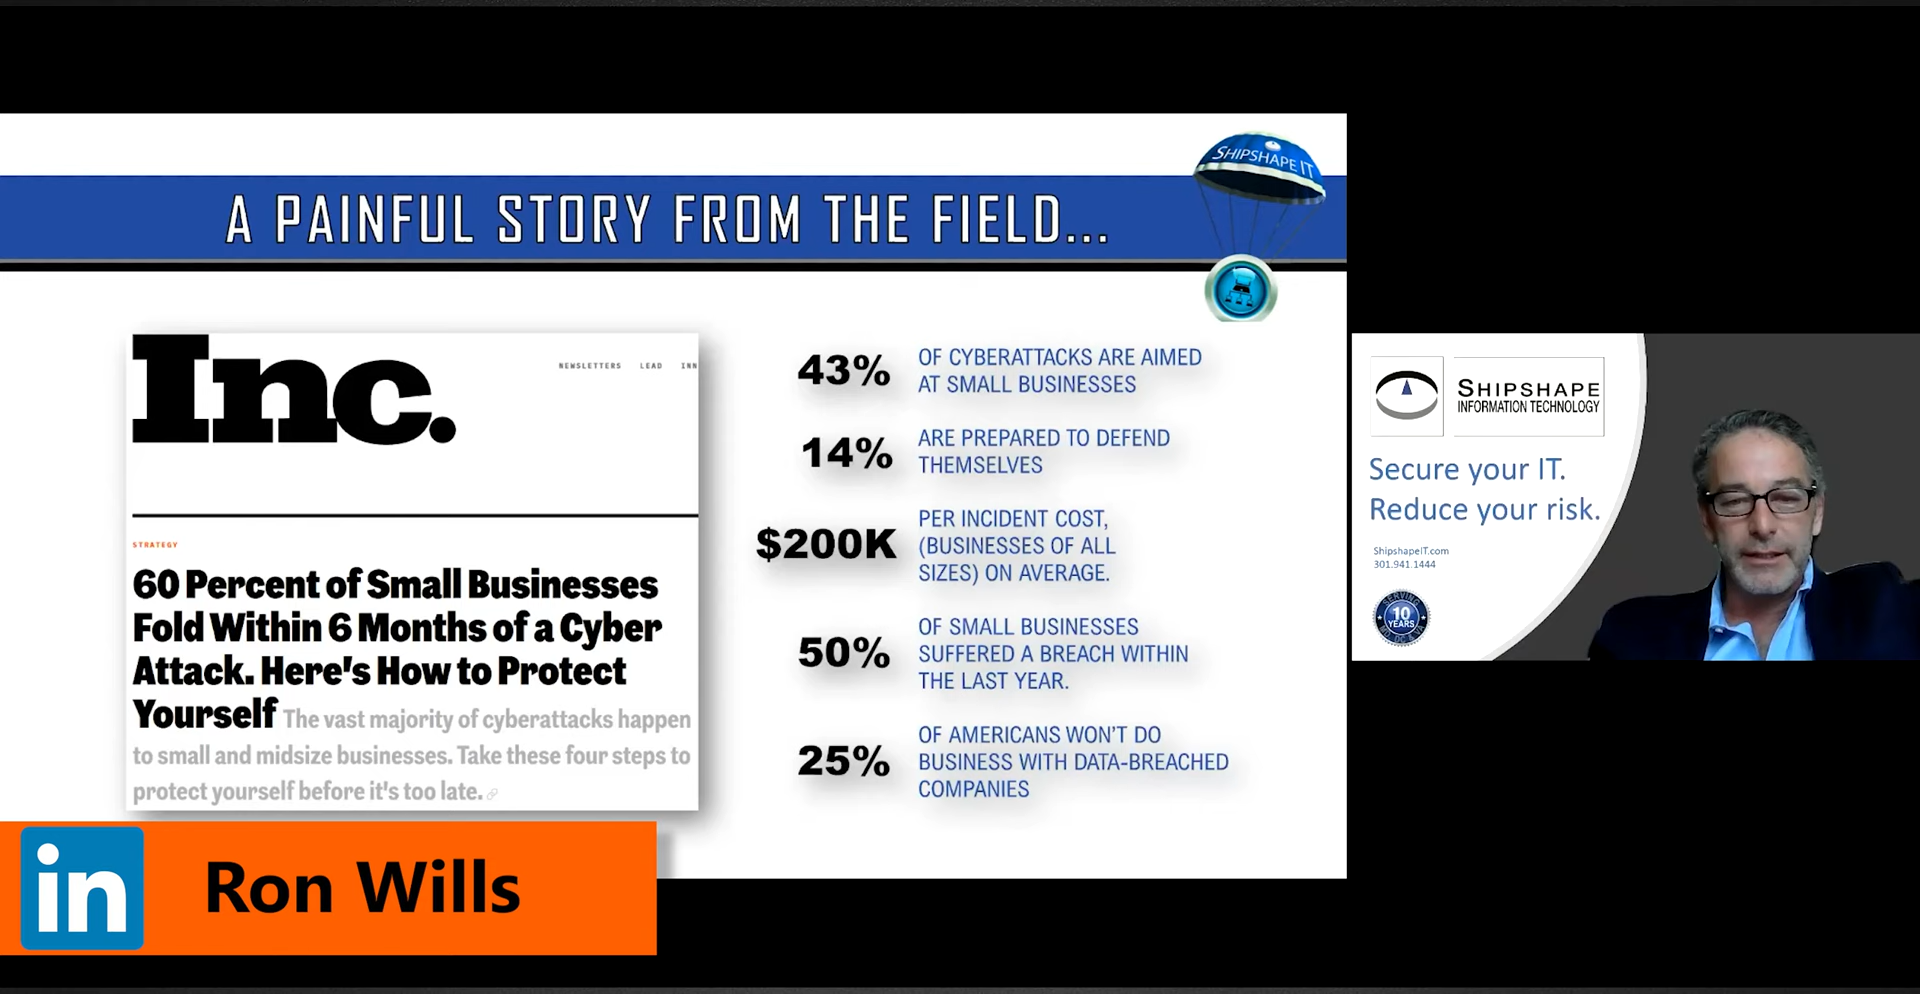 SHIPSHAPE IT
A PAINFUL STORY FROM THE FIELD...
Inc.
NEWSLETTERS LEAD INN
STRATEGY
60 Percent of Small Businesses
Fold Within 6 Months of a Cyber
Attack. Here's How to Protect
Yourself The vast majority of cyberattacks happen
to small and midsize businesses. Take these four steps to
protect yourself before it's too late.
43% OF CYBERATTACKS ARE AIMED
AT SMALL BUSINESSES
14% ARE PREPARED TO DEFEND
THEMSELVES
$200K PER INCIDENT COST,
(BUSINESSES OF ALL
SIZES) ON AVERAGE.
50% OF SMALL BUSINESSES
SUFFERED A BREACH WITHIN
THE LAST YEAR.
25% OF AMERICANS WON'T DO
BUSINESS WITH DATA-BREACHED
COMPANIES
in Ron Wills
SHIPSHAPE
INFORMATION TECHNOLOGY
Secure your IT.
Reduce your risk.
ShipshapeIT.com
301.941.1444
SERVING
10
YEARS
MD, DC & VA